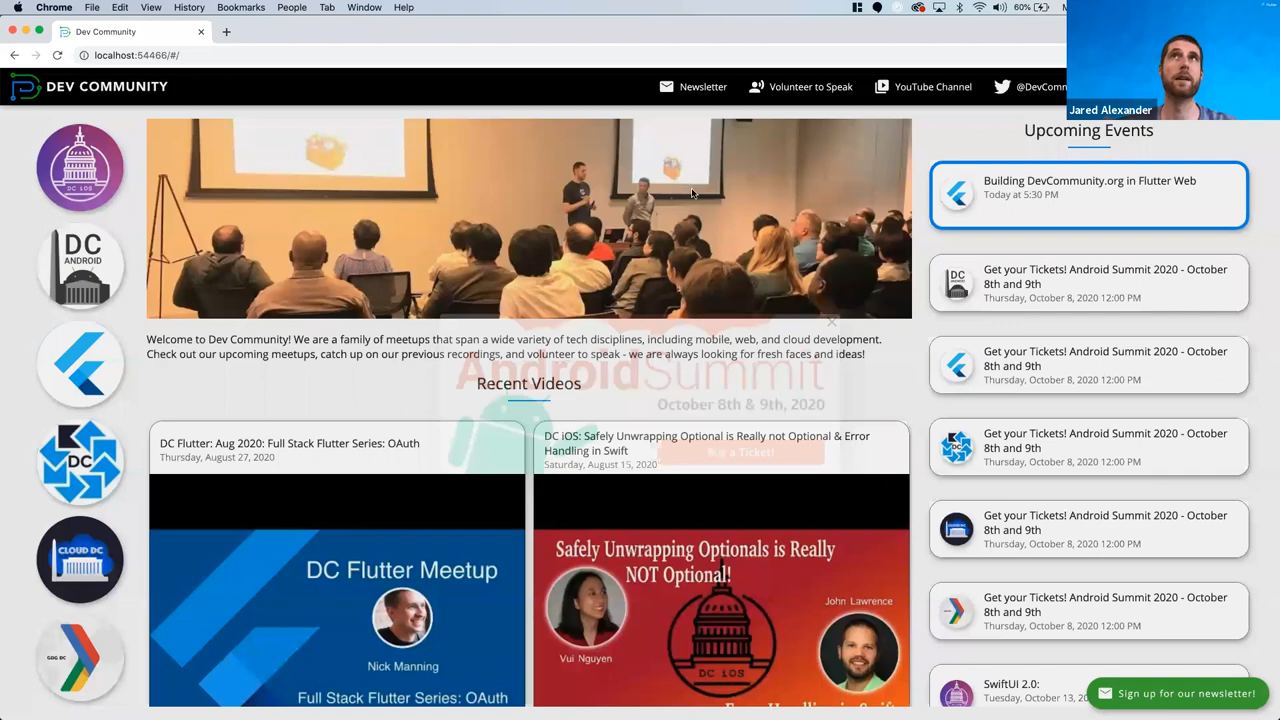 Chrome File Edit View History Bookmarks People Tab Window Help
60%
Dev Community
localhost:54466/#/
DEV COMMUNITY
Newsletter
Volunteer to Speak
YouTube Channel
@DevComm
Jared Alexander
DC iOS
DC
ANDROID
DC
CLOUD DC
GDG DC
Welcome to Dev Community! We are a family of meetups that span a wide variety of tech disciplines, including mobile, web, and cloud development.
Check out our upcoming meetups, catch up on our previous recordings, and volunteer to speak - we are always looking for fresh faces and ideas!
AndroidSummit
October 8th & 9th, 2020
Buy a Ticket!
Recent Videos
DC Flutter: Aug 2020: Full Stack Flutter Series: OAuth
Thursday, August 27, 2020
DC Flutter Meetup
Nick Manning
Full Stack Flutter Series: OAuth
DC iOS: Safely Unwrapping Optional is Really not Optional & Error
Handling in Swift
Saturday, August 15, 2020
Safely Unwrapping Optionals is Really
NOT Optional!
Vui Nguyen
John Lawrence
DC iOS
Error Handling in Swift
Upcoming Events
Building DevCommunity.org in Flutter Web
Today at 5:30 PM
DC
Get your Tickets! Android Summit 2020 - October
8th and 9th
Thursday, October 8, 2020 12:00 PM
Get your Tickets! Android Summit 2020 - October
8th and 9th
Thursday, October 8, 2020 12:00 PM
DC
Get your Tickets! Android Summit 2020 - October
8th and 9th
Thursday, October 8, 2020 12:00 PM
Get your Tickets! Android Summit 2020 - October
8th and 9th
Thursday, October 8, 2020 12:00 PM
Get your Tickets! Android Summit 2020 - October
8th and 9th
Thursday, October 8, 2020 12:00 PM
SwiftUI 2.0:
Tuesday, October 13, 20
Sign up for our newsletter!